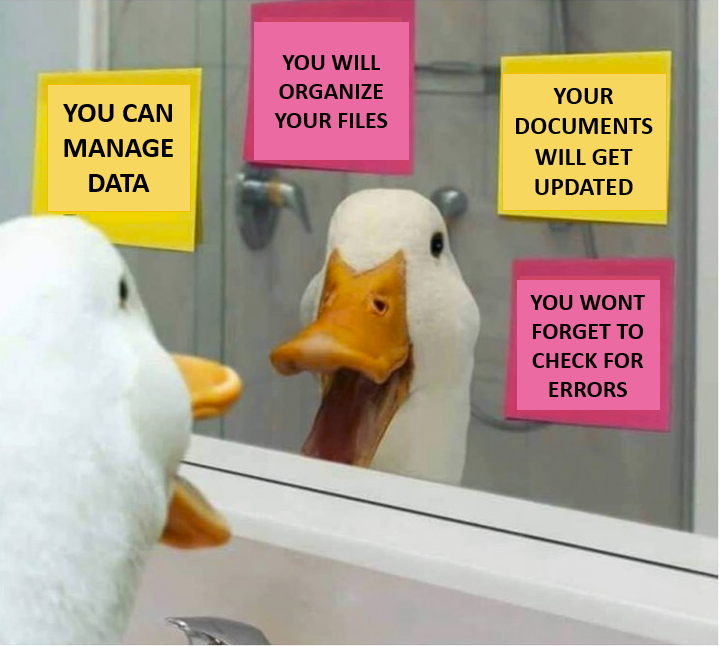 YOU CAN
MANAGE
DATA
YOU WILL
ORGANIZE
YOUR FILES
YOUR
DOCUMENTS
WILL GET
UPDATED
YOU WONT
FORGET TO
CHECK FOR
ERRORS